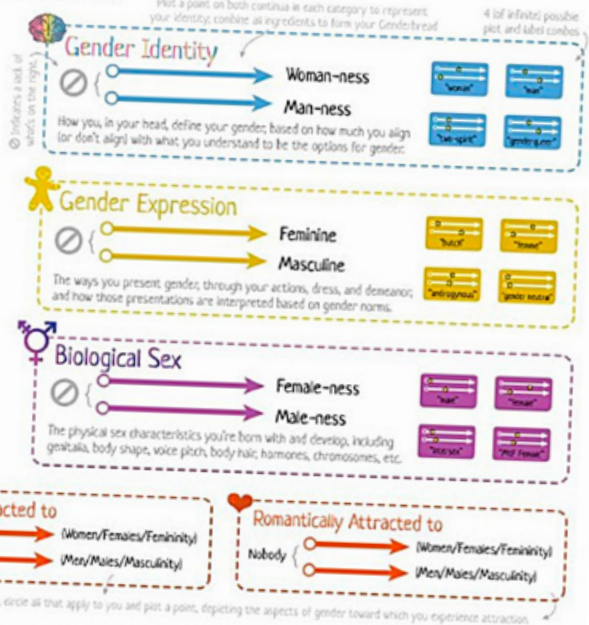 Plot a point on both continua in each category to represent
your identity; combine all ingredients to form your Genderbread
4 (of infinite) possible
plot and label combos
Indicates a lack of
what's on the right.
Gender Identity
Woman-ness
Man-ness
How you, in your head, define your gender, based on how much you align
(or don't align) with what you understand to be the options for gender.
"woman"
"man"
"two-spirit"
"genderqueer"
Gender Expression
Feminine
Masculine
The ways you present gender, through your actions, dress, and demeanor,
and how those presentations are interpreted based on gender norms.
"butch"
"femme"
"androgynous"
"gender neutral"
Biological Sex
Female-ness
Male-ness
The physical sex characteristics you're born with and develop, including
genitalia, body shape, voice pitch, body hair, hormones, chromosomes, etc.
"male"
"female"
"intersex"
"MtF Female"
acted to
(Women/Females/Femininity)
(Men/Males/Masculinity)
Romantically Attracted to
Nobody
(Women/Females/Femininity)
(Men/Males/Masculinity)
, circle all that apply to you and plot a point, depicting the aspects of gender toward which you experience attraction.